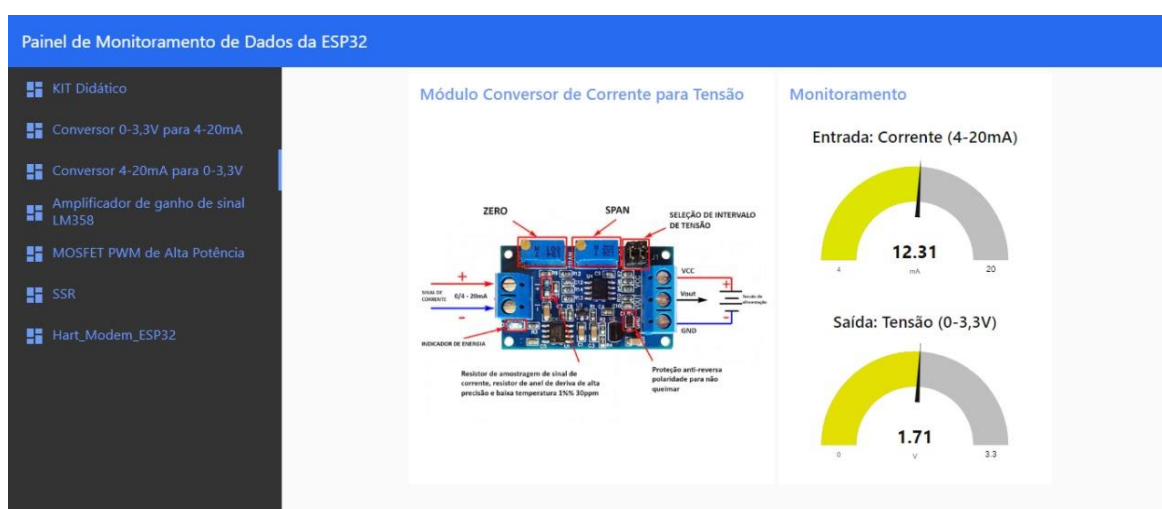 Painel de Monitoramento de Dados da ESP32
KIT Didático
Conversor 0-3,3V para 4-20mA
Conversor 4-20mA para 0-3,3V
Amplificador de ganho de sinal
LM358
MOSFET PWM de Alta Potência
SSR
Hart_Modem_ESP32
Módulo Conversor de Corrente para Tensão
ZERO
SPAN
SELEÇÃO DE INTERVALO
DE TENSÃO
VCC
+
SINAL DE
CORRENTE
0/4 - 20mA
Vout
+
-
-
GND
INDICADOR DE ENERGIA
Resistor de amostragem de sinal de
corrente, resistor de anel de deriva de alta
precisão e baixa temperatura 1%% 30ppm
Proteção anti-reversa
polaridade para não
queimar
Monitoramento
Entrada: Corrente (4-20mA)
12.31
4
mA
20
Saída: Tensão (0-3,3V)
1.71
0
V
3.3